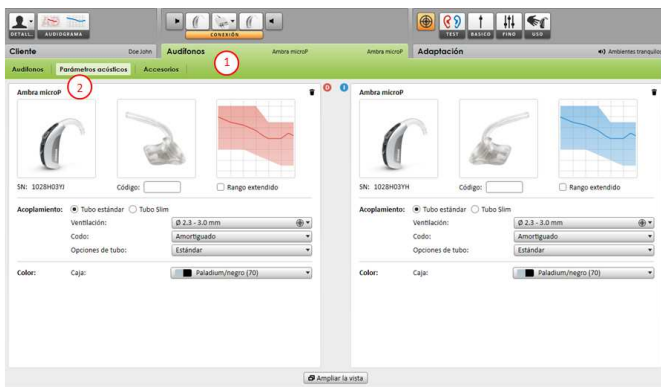 DETALL. AUDIOGRAMA
CONEXIÓN
TEST BASICO FINO USO
Cliente Doe John Audífonos Ambra microP Ambra microP Adaptación Ambientes tranquilos
Audífonos Parámetros acústicos Accesorios
1
2
Ambra microP
D I
Ambra microP
SN: 1028H03YJ Código: Rango extendido
SN: 1028H03YH Código: Rango extendido
Acoplamiento: Tubo estándar Tubo Slim
Ventilación: Ø 2.3 - 3.0 mm
Codo: Amortiguado
Opciones de tubo: Estándar
Color: Caja: Paladium/negro (70)
Acoplamiento: Tubo estándar Tubo Slim
Ventilación: Ø 2.3 - 3.0 mm
Codo: Amortiguado
Opciones de tubo: Estándar
Color: Caja: Paladium/negro (70)
Ampliar la vista